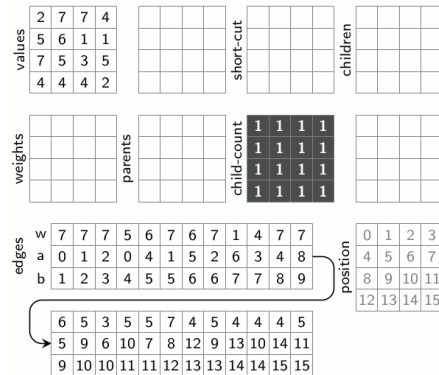 values
2 7 7 4
5 6 1 1
7 5 3 5
4 4 4 2
short-cut
children
weights
parents
child-count
1 1 1 1
1 1 1 1
1 1 1 1
1 1 1 1
edges
w 7 7 7 5 6 7 6 7 1 4 7 7
a 0 1 2 0 4 1 5 2 6 3 4 8
b 1 2 3 4 5 5 6 6 7 7 8 9
position
0 1 2 3
4 5 6 7
8 9 10 11
12 13 14 15
6 5 3 5 5 7 4 5 4 4 4 5
5 9 6 10 7 8 12 9 13 10 14 11
9 10 10 11 11 12 13 13 14 14 15 15